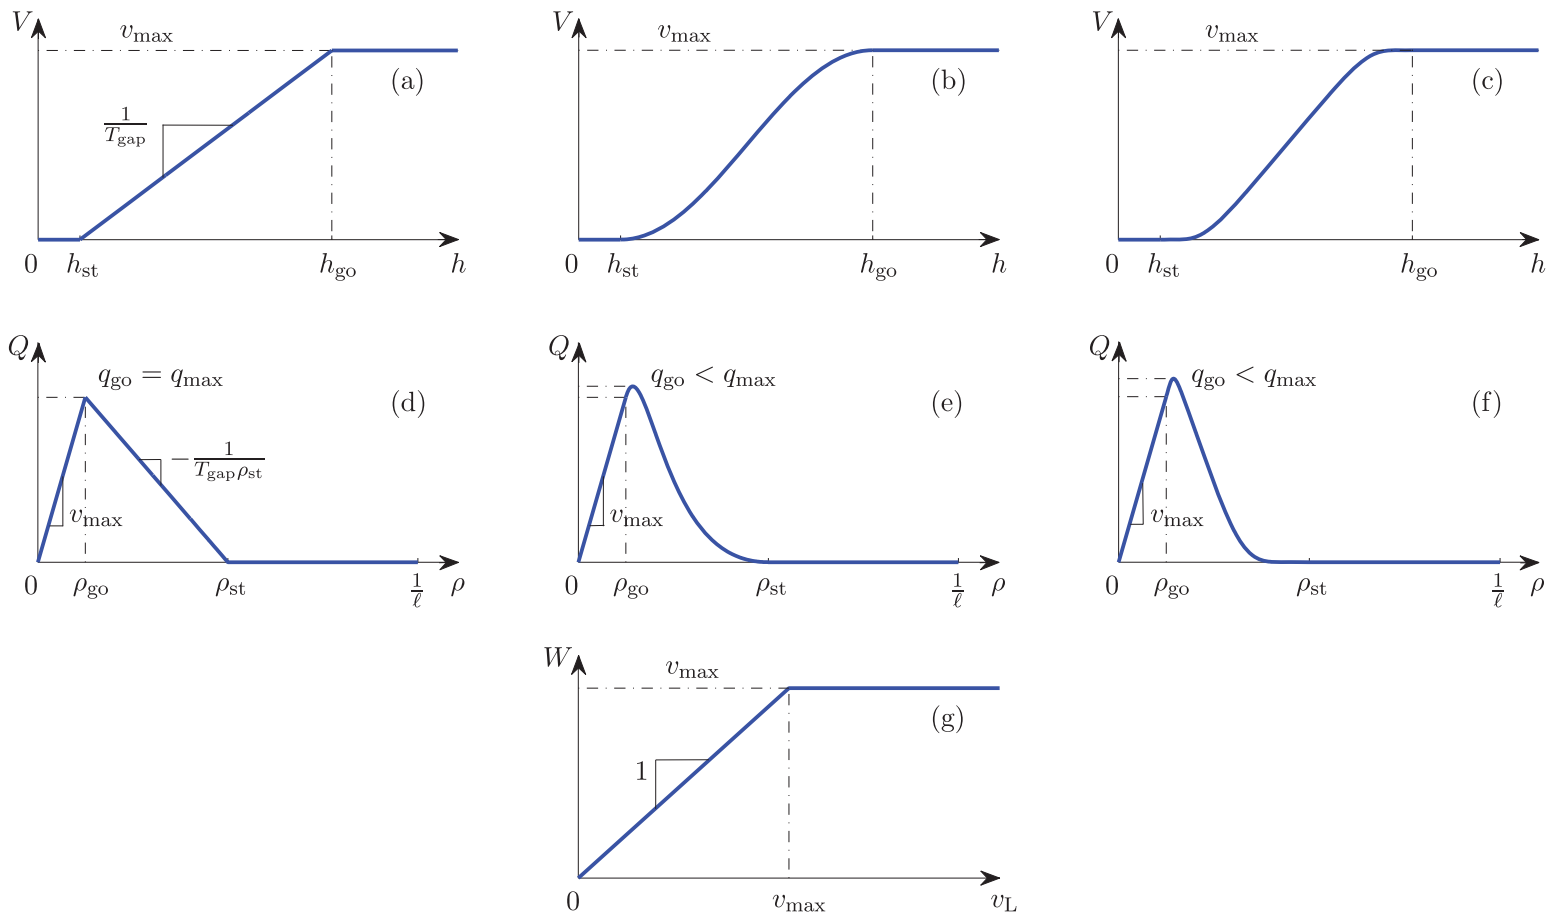 V
v_max
(a)
1/T_gap
0 h_st h_go h
V
v_max
(b)
0 h_st h_go h
V
v_max
(c)
0 h_st h_go h
Q
q_go = q_max
(d)
−1/(T_gap ρ_st)
v_max
0 ρ_go ρ_st 1/ℓ ρ
Q
q_go < q_max
(e)
v_max
0 ρ_go ρ_st 1/ℓ ρ
Q
q_go < q_max
(f)
v_max
0 ρ_go ρ_st 1/ℓ ρ
W
v_max
(g)
1
0 v_max v_L